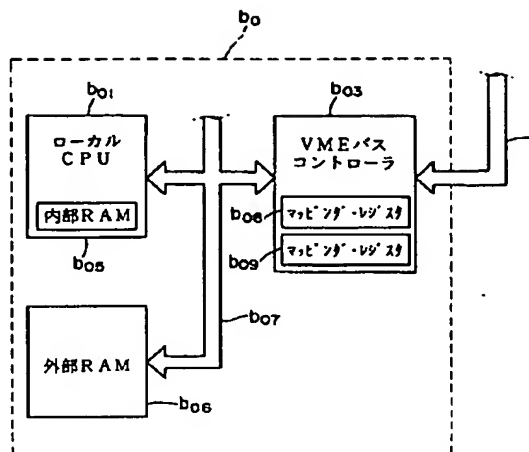 b0
b01
ローカル
CPU
内部RAM
b05
b03
VMEバス
コントローラ
b08
マッピング・レジスタ
b09
マッピング・レジスタ
b07
外部RAM
b06